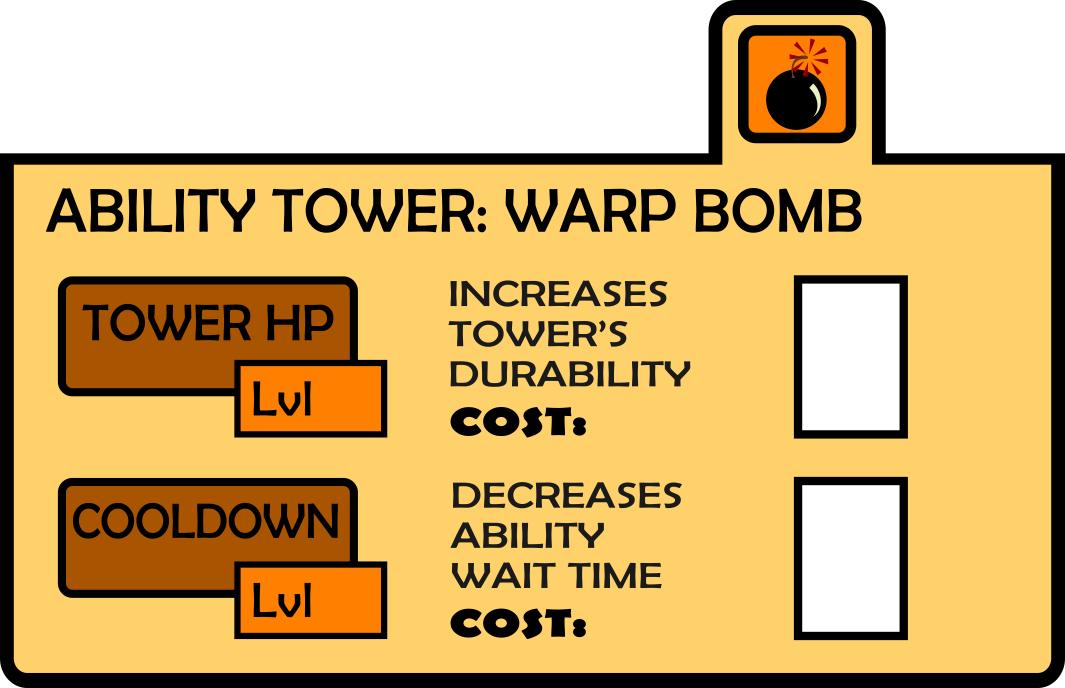 ABILITY TOWER: WARP BOMB
TOWER HP
Lvl
INCREASES
TOWER'S
DURABILITY
COST:
COOLDOWN
Lvl
DECREASES
ABILITY
WAIT TIME
COST: